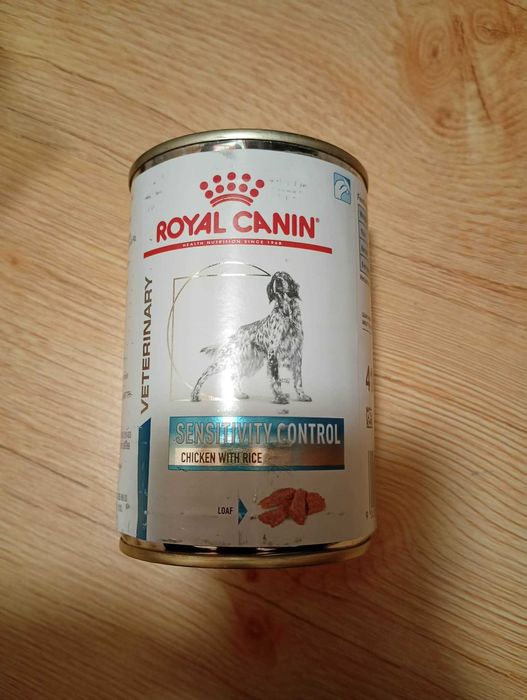 ROYAL CANIN
HEALTH NUTRITION SINCE 1968
VETERINARY
SENSITIVITY CONTROL
CHICKEN WITH RICE
LOAF